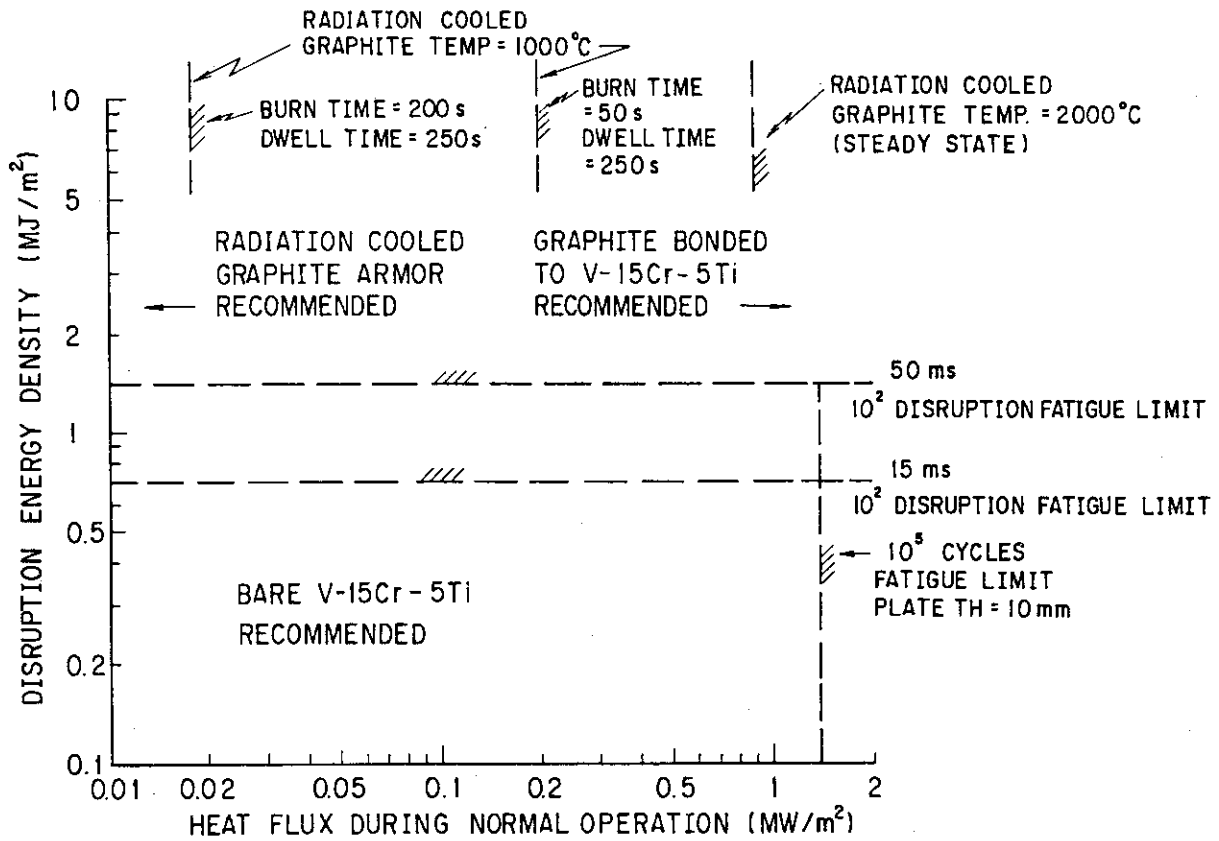 RADIATION COOLED
GRAPHITE TEMP = 1000°C
BURN TIME = 200 s
DWELL TIME = 250 s
BURN TIME
= 50 s
DWELL TIME
= 250 s
RADIATION COOLED
GRAPHITE TEMP. = 2000°C
(STEADY STATE)
RADIATION COOLED
GRAPHITE ARMOR
RECOMMENDED
GRAPHITE BONDED
TO V-15Cr-5Ti
RECOMMENDED
50 ms
10² DISRUPTION FATIGUE LIMIT
15 ms
10² DISRUPTION FATIGUE LIMIT
10⁵ CYCLES
FATIGUE LIMIT
PLATE TH = 10 mm
BARE V-15Cr-5Ti
RECOMMENDED
DISRUPTION ENERGY DENSITY (MJ/m²)
10
5
2
1
0.5
0.2
0.1
0.01 0.02 0.05 0.1 0.2 0.5 1 2
HEAT FLUX DURING NORMAL OPERATION (MW/m²)